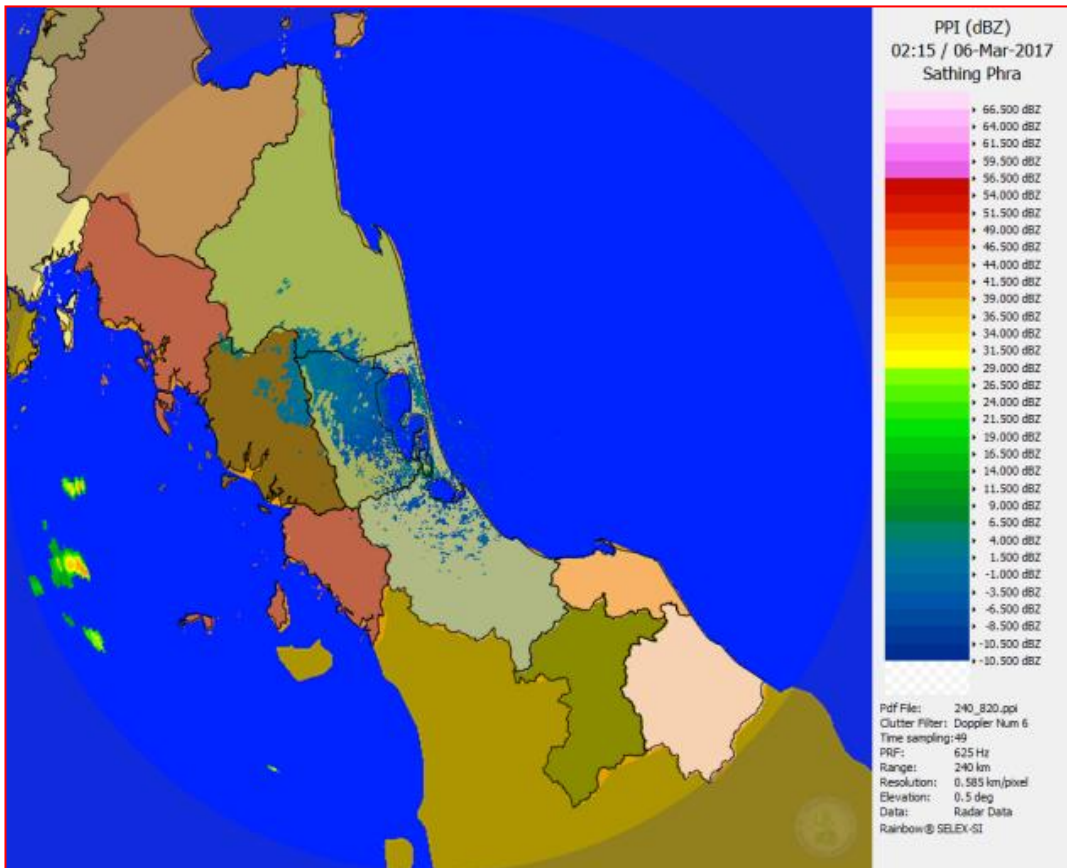 PPI (dBZ)
02:15 / 06-Mar-2017
Sathing Phra
66.500 dBZ
64.000 dBZ
61.500 dBZ
59.500 dBZ
56.500 dBZ
54.000 dBZ
51.500 dBZ
49.000 dBZ
46.500 dBZ
44.000 dBZ
41.500 dBZ
39.000 dBZ
36.500 dBZ
34.000 dBZ
31.500 dBZ
29.000 dBZ
26.500 dBZ
24.000 dBZ
21.500 dBZ
19.000 dBZ
16.500 dBZ
14.000 dBZ
11.500 dBZ
9.000 dBZ
6.500 dBZ
4.000 dBZ
1.500 dBZ
-1.000 dBZ
-3.500 dBZ
-6.500 dBZ
-8.500 dBZ
-10.500 dBZ
-10.500 dBZ
Pdf File: 240_820.ppi
Clutter Filter: Doppler Num 6
Time sampling:49
PRF: 625 Hz
Range: 240 km
Resolution: 0.585 km/pixel
Elevation: 0.5 deg
Data: Radar Data
Rainbow® SELEX-SI